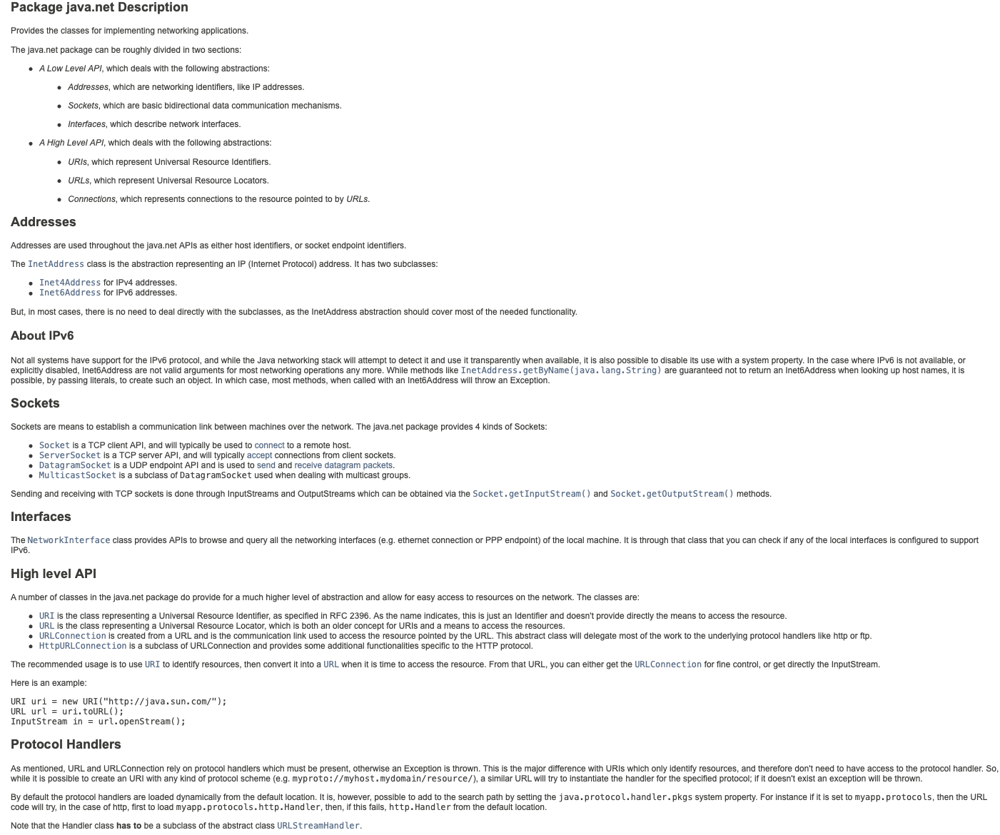 Package java.net Description
Provides the classes for implementing networking applications.
The java.net package can be roughly divided in two sections:
• A Low Level API, which deals with the following abstractions:
• Addresses, which are networking identifiers, like IP addresses.
• Sockets, which are basic bidirectional data communication mechanisms.
• Interfaces, which describe network interfaces.
• A High Level API, which deals with the following abstractions:
• URIs, which represent Universal Resource Identifiers.
• URLs, which represent Universal Resource Locators.
• Connections, which represents connections to the resource pointed to by URLs.
Addresses
Addresses are used throughout the java.net APIs as either host identifiers, or socket endpoint identifiers.
The InetAddress class is the abstraction representing an IP (Internet Protocol) address. It has two subclasses:
• Inet4Address for IPv4 addresses.
• Inet6Address for IPv6 addresses.
But, in most cases, there is no need to deal directly with the subclasses, as the InetAddress abstraction should cover most of the needed functionality.
About IPv6
Not all systems have support for the IPv6 protocol, and while the Java networking stack will attempt to detect it and use it transparently when available, it is also possible to disable its use with a system property. In the case where IPv6 is not available, or
explicitly disabled, Inet6Address are not valid arguments for most networking operations any more. While methods like InetAddress.getByName(java.lang.String) are guaranteed not to return an Inet6Address when looking up host names, it is
possible, by passing literals, to create such an object. In which case, most methods, when called with an Inet6Address will throw an Exception.
Sockets
Sockets are means to establish a communication link between machines over the network. The java.net package provides 4 kinds of Sockets:
• Socket is a TCP client API, and will typically be used to connect to a remote host.
• ServerSocket is a TCP server API, and will typically accept connections from client sockets.
• DatagramSocket is a UDP endpoint API and is used to send and receive datagram packets.
• MulticastSocket is a subclass of DatagramSocket used when dealing with multicast groups.
Sending and receiving with TCP sockets is done through InputStreams and OutputStreams which can be obtained via the Socket.getInputStream() and Socket.getOutputStream() methods.
Interfaces
The NetworkInterface class provides APIs to browse and query all the networking interfaces (e.g. ethernet connection or PPP endpoint) of the local machine. It is through that class that you can check if any of the local interfaces is configured to support
IPv6.
High level API
A number of classes in the java.net package do provide for a much higher level of abstraction and allow for easy access to resources on the network. The classes are:
• URI is the class representing a Universal Resource Identifier, as specified in RFC 2396. As the name indicates, this is just an Identifier and doesn't provide directly the means to access the resource.
• URL is the class representing a Universal Resource Locator, which is both an older concept for URIs and a means to access the resources.
• URLConnection is created from a URL and is the communication link used to access the resource pointed by the URL. This abstract class will delegate most of the work to the underlying protocol handlers like http or ftp.
• HttpURLConnection is a subclass of URLConnection and provides some additional functionalities specific to the HTTP protocol.
The recommended usage is to use URI to identify resources, then convert it into a URL when it is time to access the resource. From that URL, you can either get the URLConnection for fine control, or get directly the InputStream.
Here is an example:
URI uri = new URI("http://java.sun.com/");
URL url = uri.toURL();
InputStream in = url.openStream();
Protocol Handlers
As mentioned, URL and URLConnection rely on protocol handlers which must be present, otherwise an Exception is thrown. This is the major difference with URIs which only identify resources, and therefore don't need to have access to the protocol handler. So,
while it is possible to create an URI with any kind of protocol scheme (e.g. myproto://myhost.mydomain/resource/), a similar URL will try to instantiate the handler for the specified protocol; if it doesn't exist an exception will be thrown.
By default the protocol handlers are loaded dynamically from the default location. It is, however, possible to add to the search path by setting the java.protocol.handler.pkgs system property. For instance if it is set to myapp.protocols, then the URL
code will try, in the case of http, first to load myapp.protocols.http.Handler, then, if this fails, http.Handler from the default location.
Note that the Handler class has to be a subclass of the abstract class URLStreamHandler.